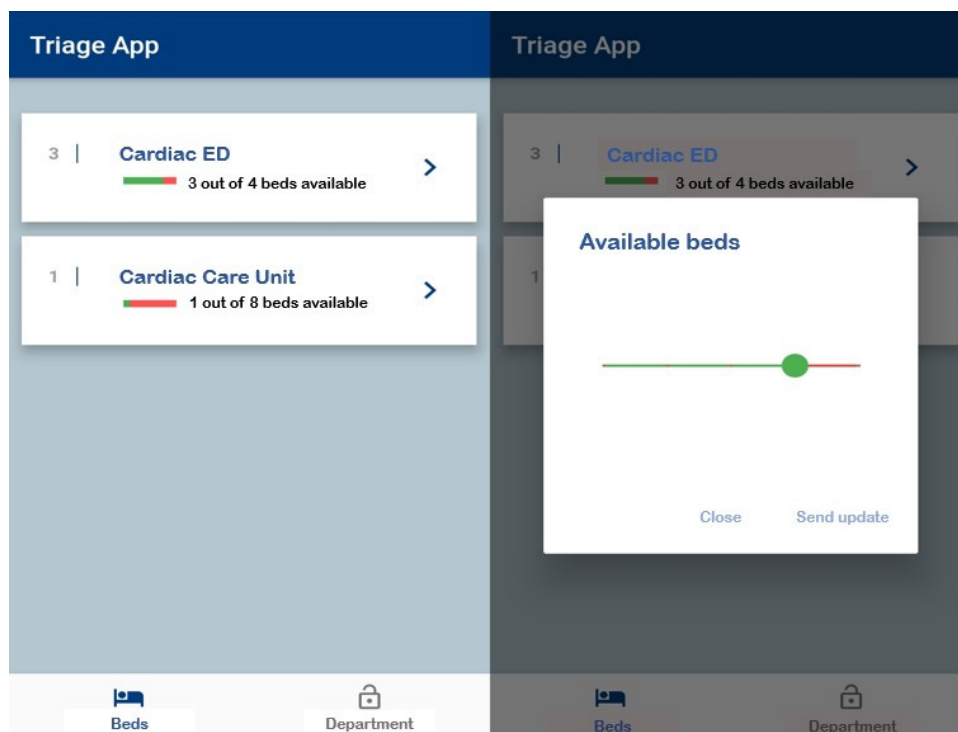 Triage App
3 | Cardiac ED
3 out of 4 beds available
1 | Cardiac Care Unit
1 out of 8 beds available
Beds
Department
Triage App
3 | Cardiac ED
3 out of 4 beds available
1
Available beds
Close
Send update
Beds
Department